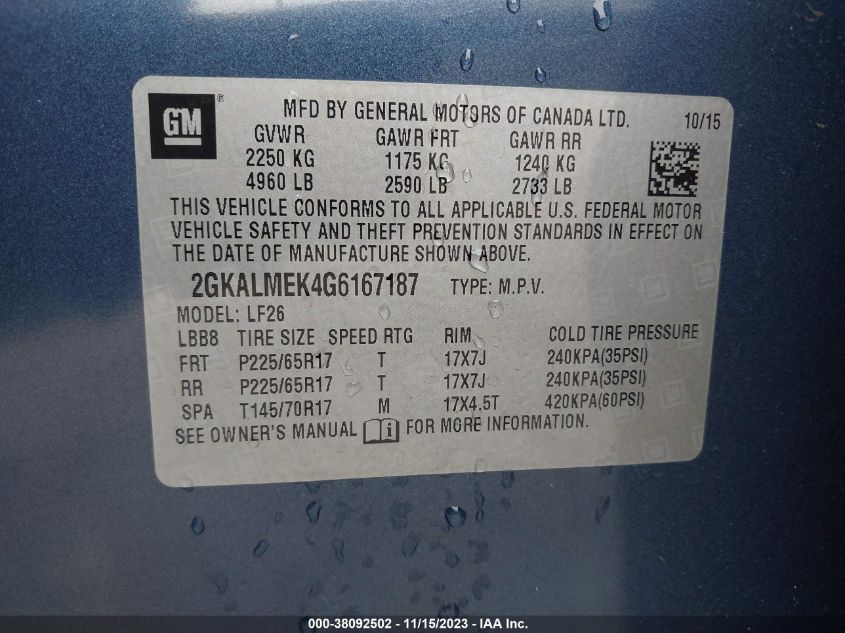 GM ®
MFD BY GENERAL MOTORS OF CANADA LTD. 10/15
GVWR GAWR FRT GAWR RR
2250 KG 1175 KG 1240 KG
4960 LB 2590 LB 2733 LB
THIS VEHICLE CONFORMS TO ALL APPLICABLE U.S. FEDERAL MOTOR
VEHICLE SAFETY AND THEFT PREVENTION STANDARDS IN EFFECT ON
THE DATE OF MANUFACTURE SHOWN ABOVE.
2GKALMEK4G6167187 TYPE: M.P.V.
MODEL: LF26
LBB8 TIRE SIZE SPEED RTG RIM COLD TIRE PRESSURE
FRT P225/65R17 T 17X7J 240KPA(35PSI)
RR P225/65R17 T 17X7J 240KPA(35PSI)
SPA T145/70R17 M 17X4.5T 420KPA(60PSI)
SEE OWNER'S MANUAL i FOR MORE INFORMATION.
000-38092502 - 11/15/2023 - IAA Inc.